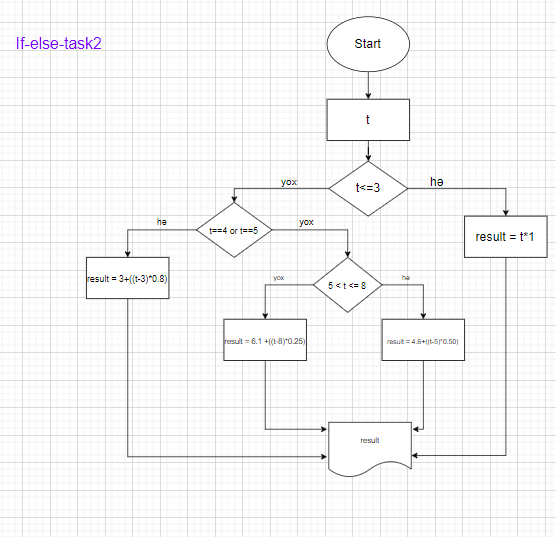 If-else-task2
Start
t
t<=3
yox
hə
t==4 or t==5
hə
yox
result = t*1
result = 3+((t-3)*0.8)
5 < t <= 8
yox
hə
result = 6.1 +((t-8)*0.25)
result = 4.6+((t-5)*0.50)
result